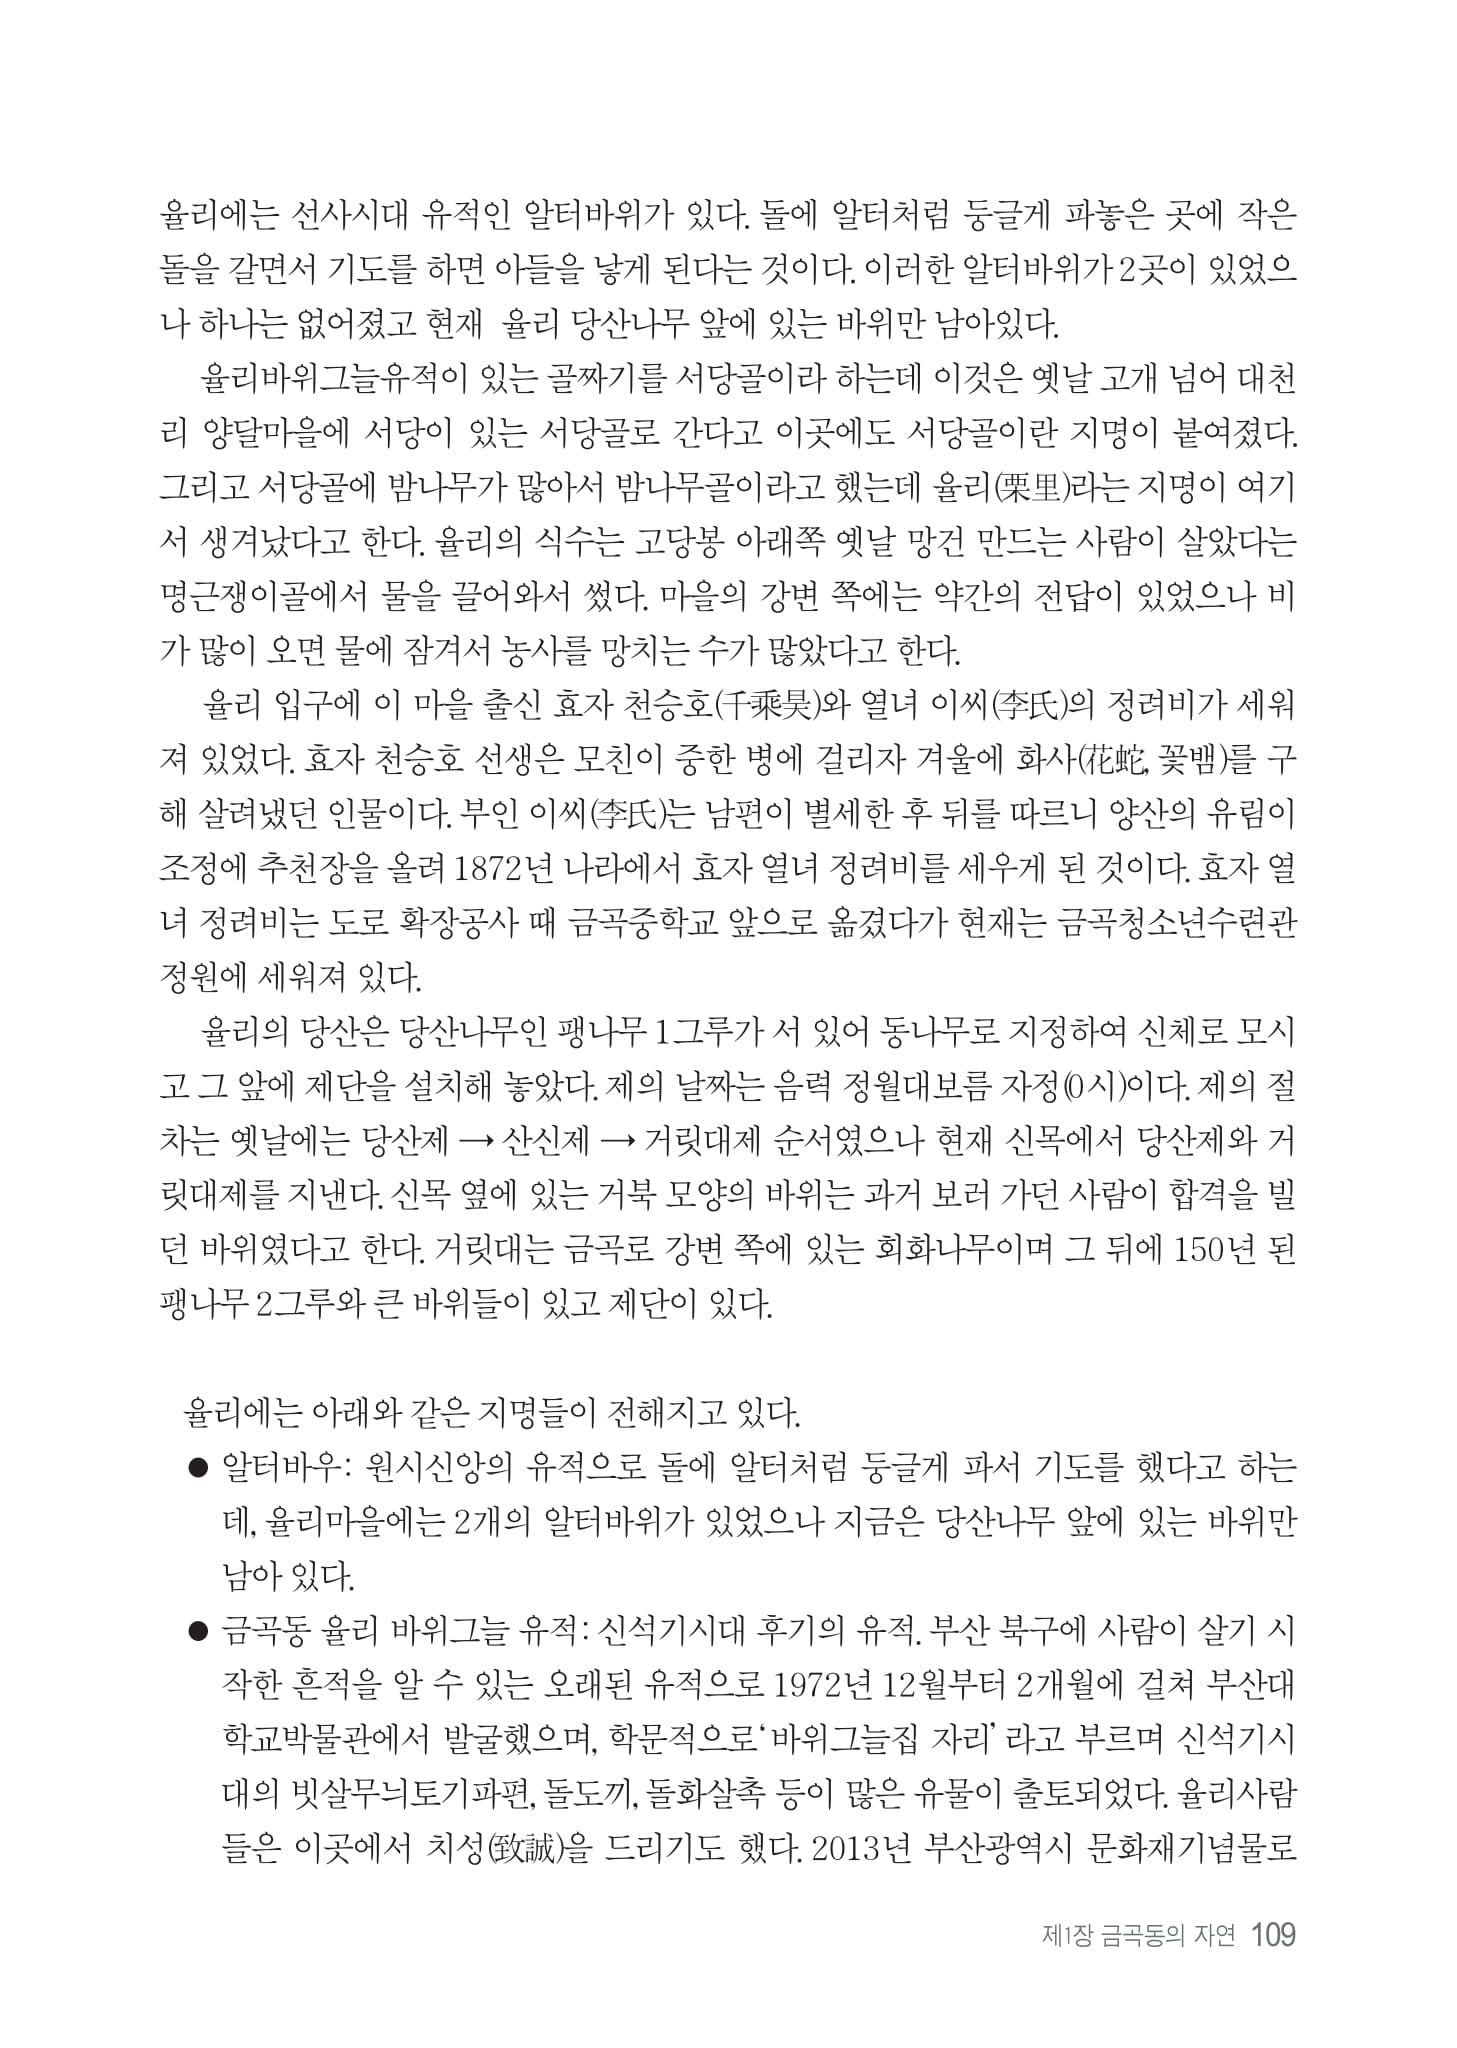 율리에는 선사시대 유적인 알터바위가 있다. 돌에 알터처럼 둥글게 파놓은 곳에 작은
돌을 갈면서 기도를 하면 아들을 낳게 된다는 것이다. 이러한 알터바위가 2곳이 있었으
나 하나는 없어졌고 현재 율리 당산나무 앞에 있는 바위만 남아있다.
율리바위그늘유적이 있는 골짜기를 서당골이라 하는데 이것은 옛날 고개 넘어 대천
리 양달마을에 서당이 있는 서당골로 간다고 이곳에도 서당골이란 지명이 붙여졌다.
그리고 서당골에 밤나무가 많아서 밤나무골이라고 했는데 율리(栗里)라는 지명이 여기
서 생겨났다고 한다. 율리의 식수는 고당봉 아래쪽 옛날 망건 만드는 사람이 살았다는
명근쟁이골에서 물을 끌어와서 썼다. 마을의 강변 쪽에는 약간의 전답이 있었으나 비
가 많이 오면 물에 잠겨서 농사를 망치는 수가 많았다고 한다.
율리 입구에 이 마을 출신 효자 천승호(千乘昊)와 열녀 이씨(李氏)의 정려비가 세워
져 있었다. 효자 천승호 선생은 모친이 중한 병에 걸리자 겨울에 화사(花蛇, 꽃뱀)를 구
해 살려냈던 인물이다. 부인 이씨(李氏)는 남편이 별세한 후 뒤를 따르니 양산의 유림이
조정에 추천장을 올려 1872년 나라에서 효자 열녀 정려비를 세우게 된 것이다. 효자 열
녀 정려비는 도로 확장공사 때 금곡중학교 앞으로 옮겼다가 현재는 금곡청소년수련관
정원에 세워져 있다.
율리의 당산은 당산나무인 팽나무 1그루가 서 있어 동나무로 지정하여 신체로 모시
고 그 앞에 제단을 설치해 놓았다. 제의 날짜는 음력 정월대보름 자정(0시)이다. 제의 절
차는 옛날에는 당산제 → 산신제 → 거릿대제 순서였으나 현재 신목에서 당산제와 거
릿대제를 지낸다. 신목 옆에 있는 거북 모양의 바위는 과거 보러 가던 사람이 합격을 빌
던 바위였다고 한다. 거릿대는 금곡로 강변 쪽에 있는 회화나무이며 그 뒤에 150년 된
팽나무 2그루와 큰 바위들이 있고 제단이 있다.
율리에는 아래와 같은 지명들이 전해지고 있다.
● 알터바우: 원시신앙의 유적으로 돌에 알터처럼 둥글게 파서 기도를 했다고 하는
데, 율리마을에는 2개의 알터바위가 있었으나 지금은 당산나무 앞에 있는 바위만
남아 있다.
● 금곡동 율리 바위그늘 유적: 신석기시대 후기의 유적. 부산 북구에 사람이 살기 시
작한 흔적을 알 수 있는 오래된 유적으로 1972년 12월부터 2개월에 걸쳐 부산대
학교박물관에서 발굴했으며, 학문적으로 ‘바위그늘집 자리’ 라고 부르며 신석기시
대의 빗살무늬토기파편, 돌도끼, 돌화살촉 등이 많은 유물이 출토되었다. 율리사람
들은 이곳에서 치성(致誠)을 드리기도 했다. 2013년 부산광역시 문화재기념물로
제1장 금곡동의 자연 109